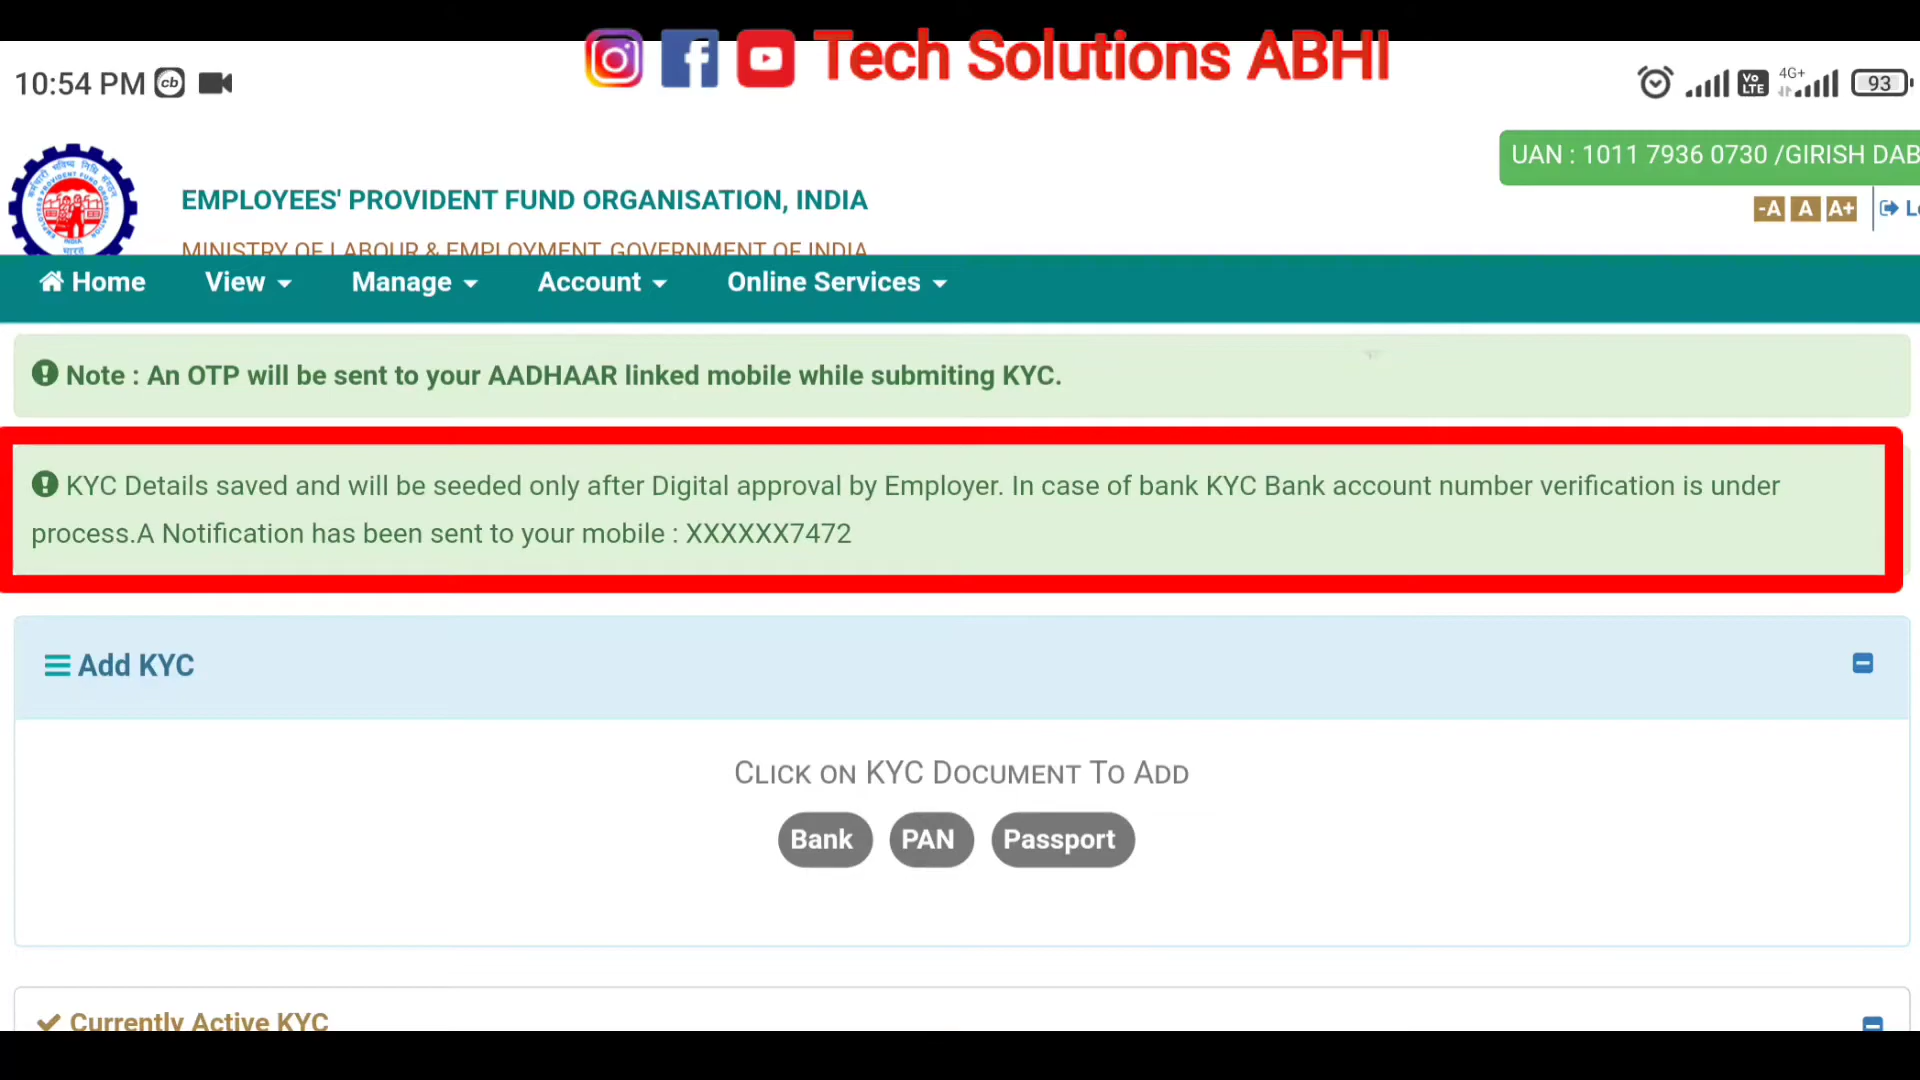 Tech Solutions ABHI
10:54 PM cb
Vo LTE 4G+ 93
UAN : 1011 7936 0730 /GIRISH DAB
EMPLOYEES' PROVIDENT FUND ORGANISATION, INDIA
-A A A+
MINISTRY OF LABOUR & EMPLOYMENT, GOVERNMENT OF INDIA
Home View Manage Account Online Services
Note : An OTP will be sent to your AADHAAR linked mobile while submiting KYC.
KYC Details saved and will be seeded only after Digital approval by Employer. In case of bank KYC Bank account number verification is under
process.A Notification has been sent to your mobile : XXXXXX7472
Add KYC
CLICK ON KYC DOCUMENT TO ADD
Bank PAN Passport
Currently Active KYC